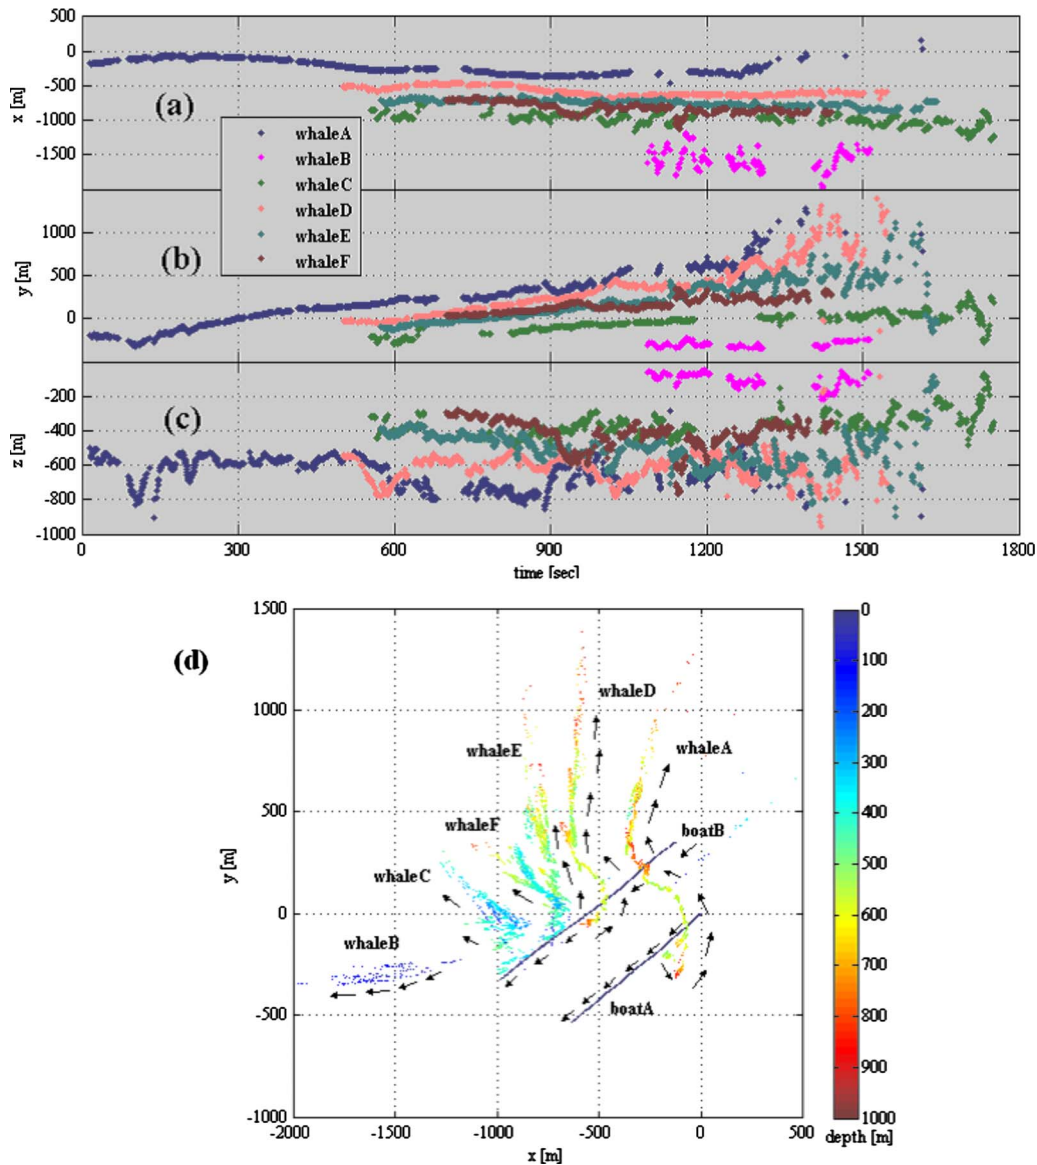 500
0
-500
-1000
-1500
x [m]
(a)
whaleA
whaleB
whaleC
whaleD
whaleE
whaleF
1000
500
0
y [m]
(b)
-200
-400
-600
-800
-1000
z [m]
(c)
0 300 600 900 1200 1500 1800
time [sec]
(d)
1500
1000
500
0
-500
-1000
y [m]
whaleD
whaleE
whaleA
whaleF
boatB
whaleC
whaleB
boatA
-2000 -1500 -1000 -500 0 500
x [m]
0
100
200
300
400
500
600
700
800
900
1000
depth [m]